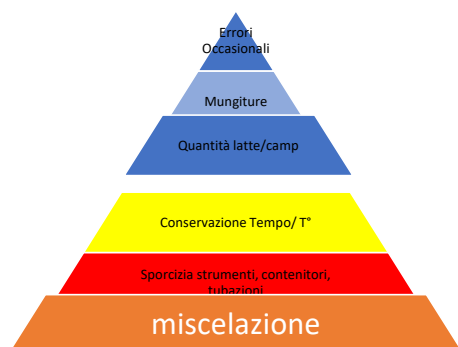 Errori
Occasionali
Mungiture
Quantità latte/camp
Conservazione Tempo/ T°
Sporcizia strumenti, contenitori,
tubazioni
miscelazione